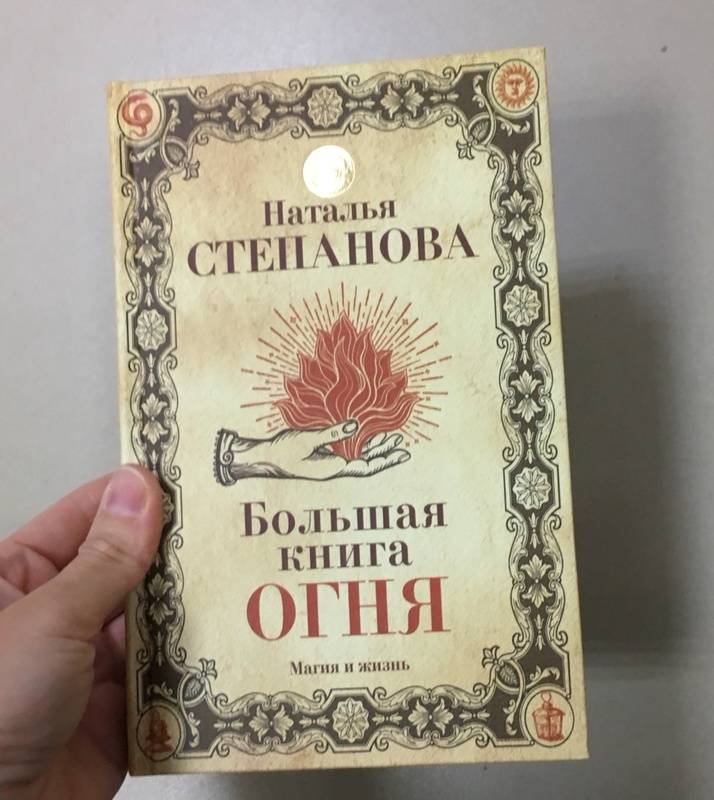 Наталья
СТЕПАНОВА
Большая
книга
ОГНЯ
Магия и жизнь